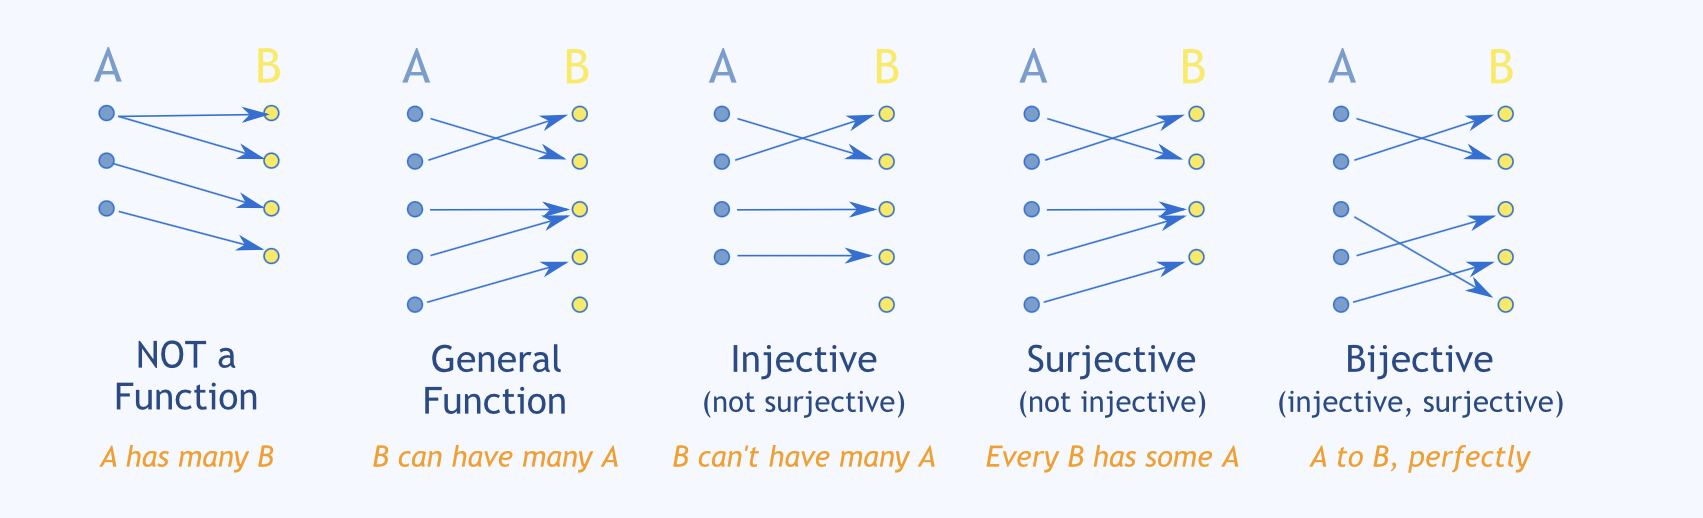 A B
A B
A B
A B
A B
NOT a
Function
General
Function
Injective
(not surjective)
Surjective
(not injective)
Bijective
(injective, surjective)
A has many B
B can have many A
B can't have many A
Every B has some A
A to B, perfectly